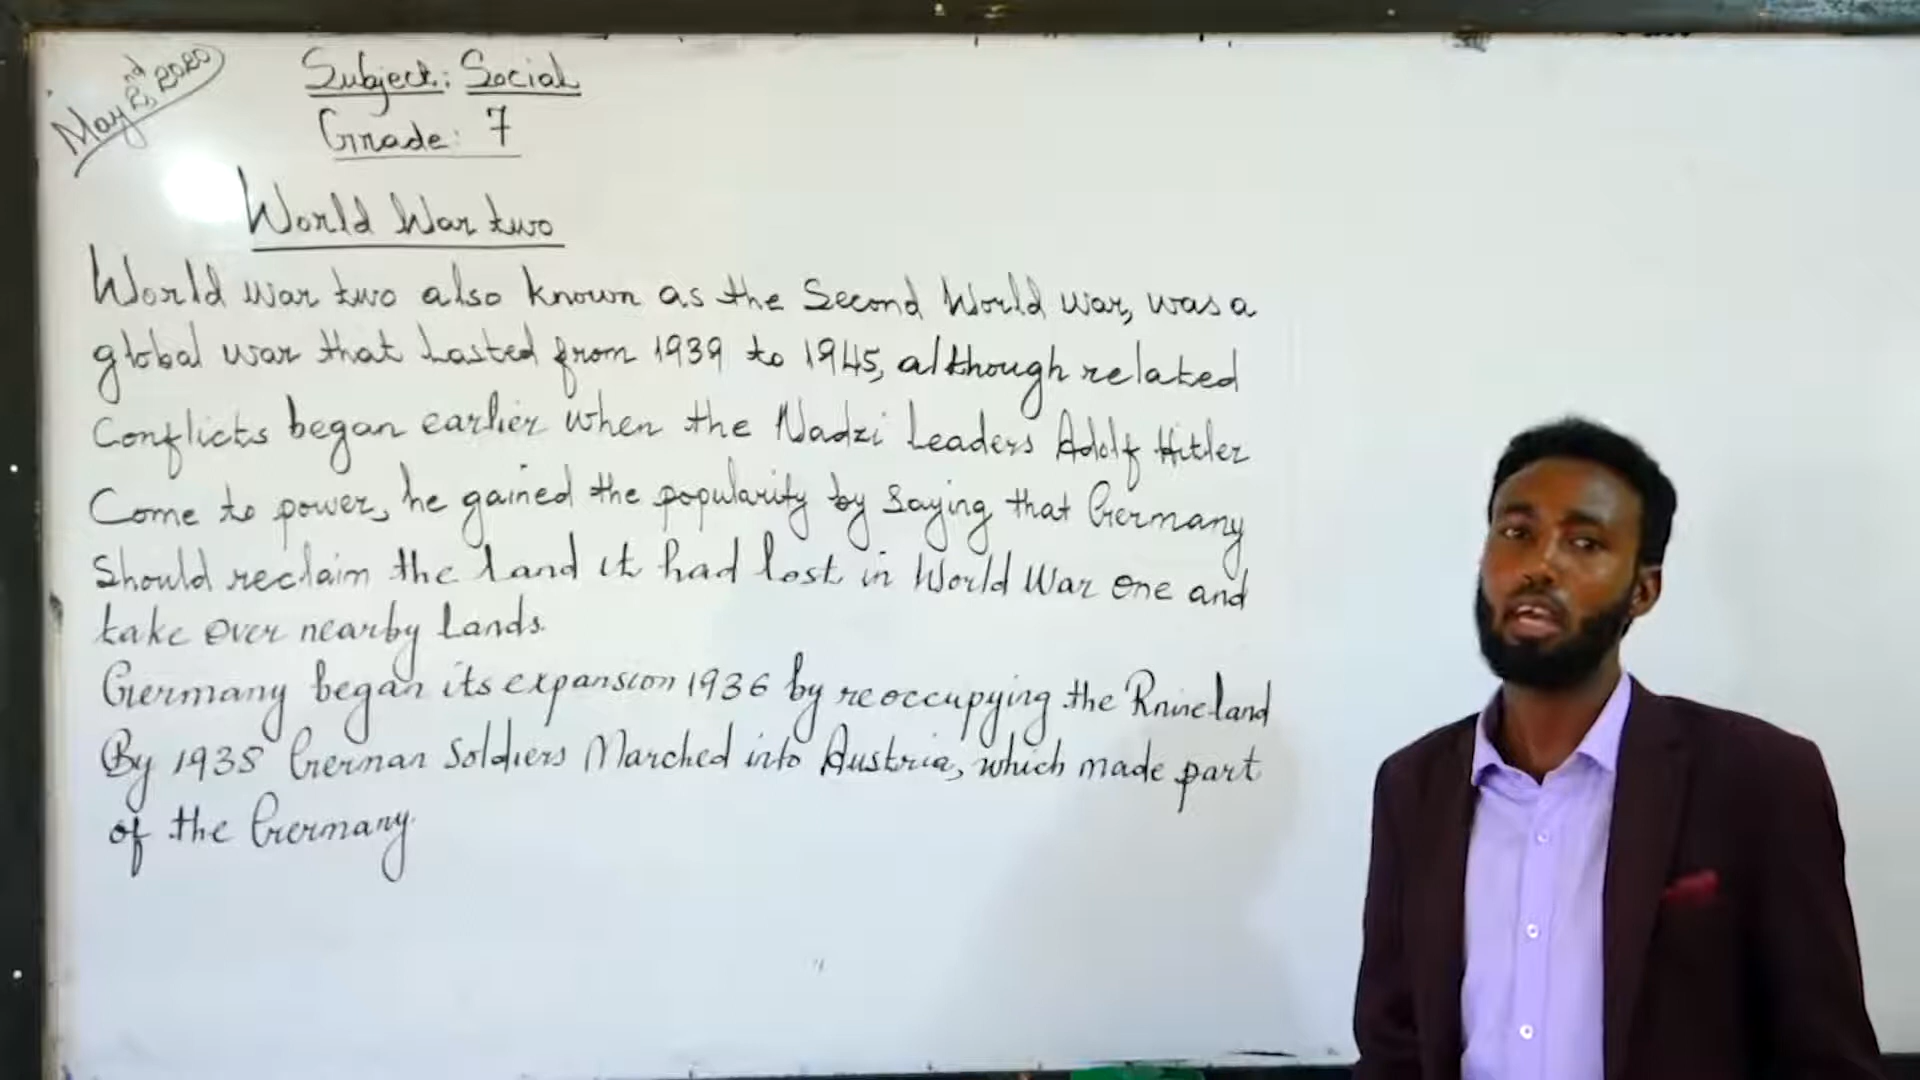 May 2nd, 2020
Subject: Social
Grade: 7
World War two
World war two also known as the Second World war, was a
global war that Lasted from 1939 to 1945, although related
Conflicts began earlier when the Nadzi Leaders Adolf Hitler
Come to power, he gained the popularity by Saying that Germany
Should reclaim the Land it had lost in World War one and
take over nearby Lands.
Germany began its expansion 1936 by reoccupying the Rhineland
By 1938 German Soldiers Marched into Austria, which made part
of the Germany.